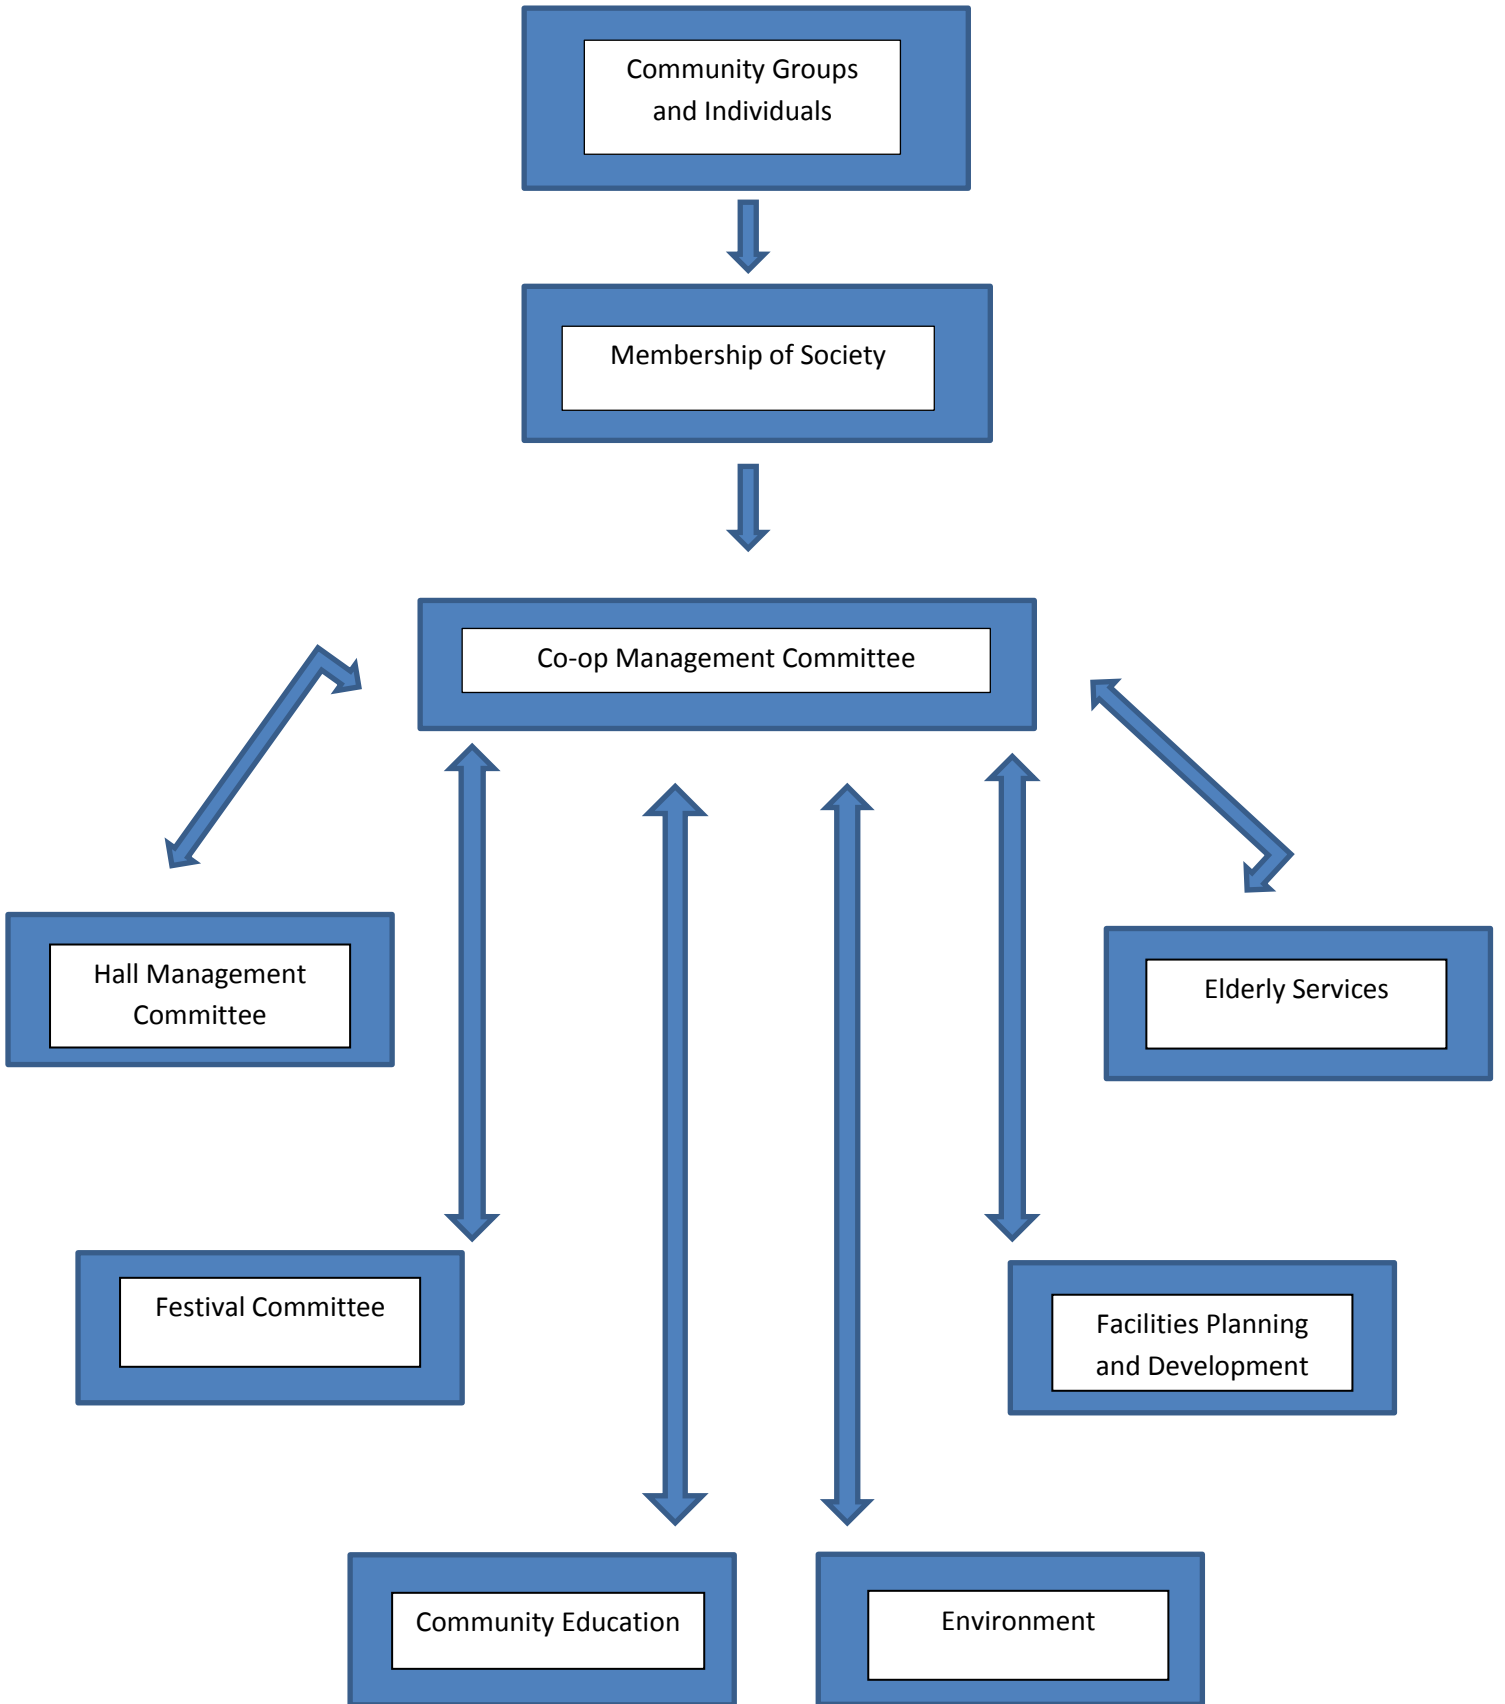 Community Groups
and Individuals
Membership of Society
Co-op Management Committee
Hall Management
Committee
Elderly Services
Festival Committee
Facilities Planning
and Development
Community Education
Environment